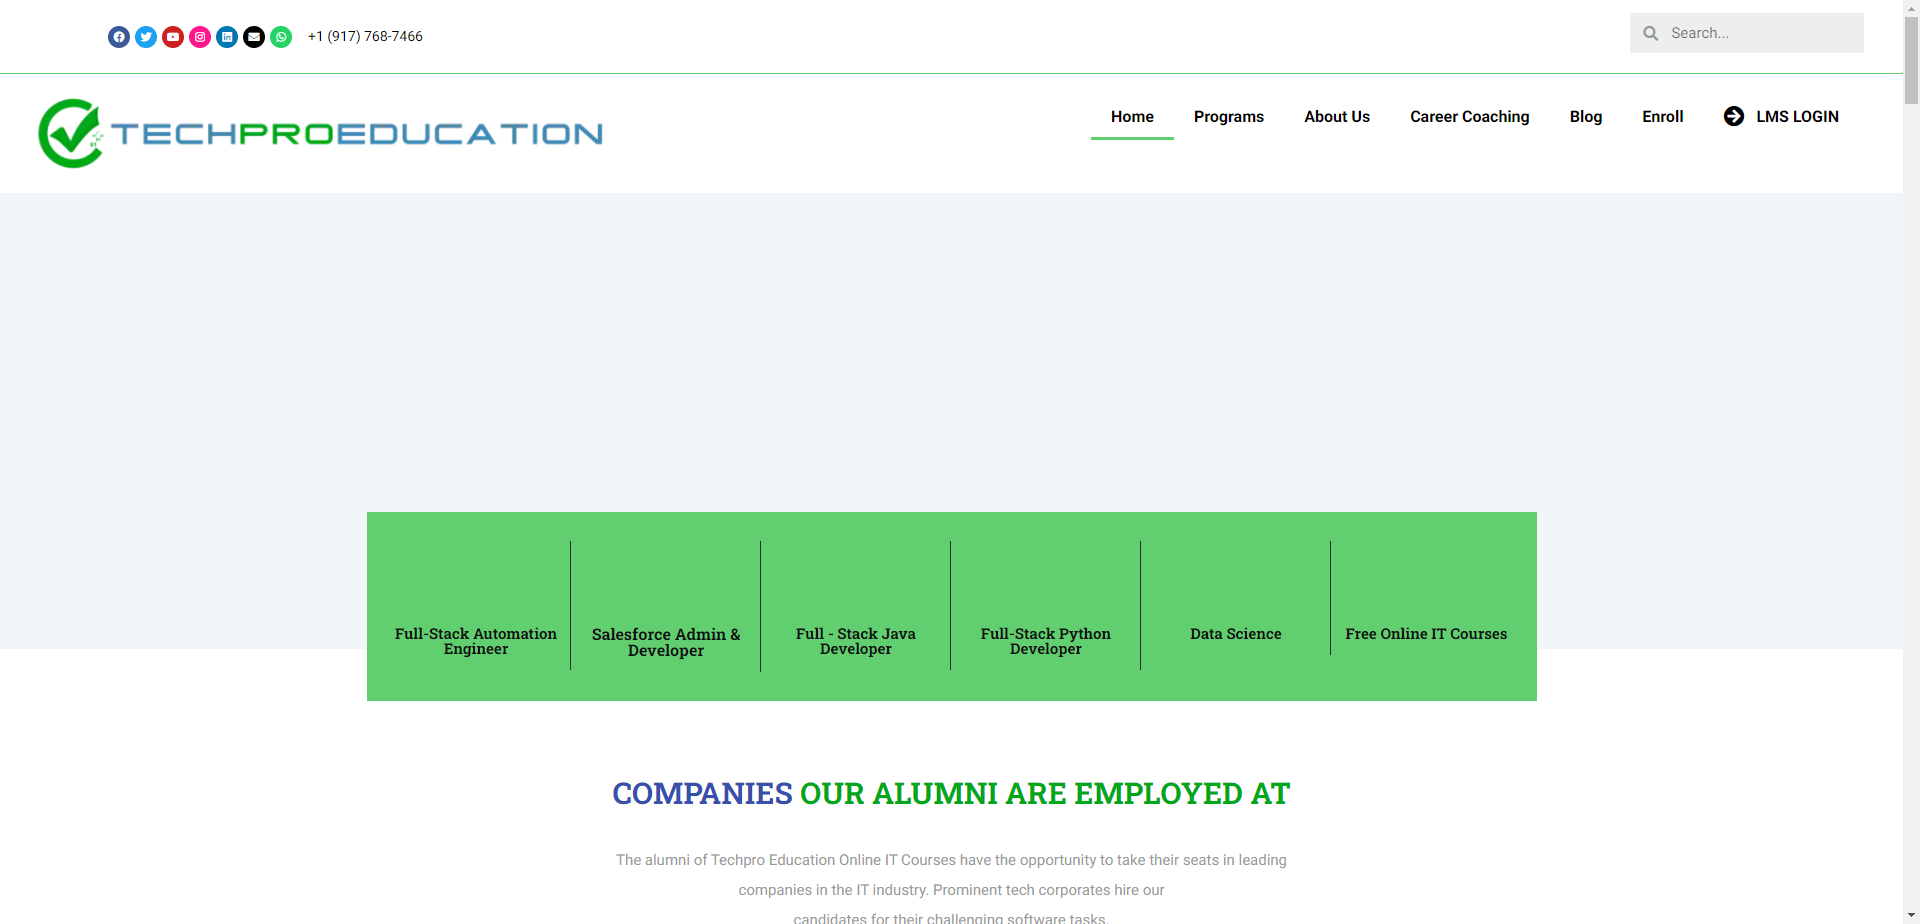 +1 (917) 768-7466
Search...
TECHPROEDUCATION
Home
Programs
About Us
Career Coaching
Blog
Enroll
LMS LOGIN
Full-Stack Automation
Engineer
Salesforce Admin &
Developer
Full - Stack Java
Developer
Full-Stack Python
Developer
Data Science
Free Online IT Courses
COMPANIES OUR ALUMNI ARE EMPLOYED AT
The alumni of Techpro Education Online IT Courses have the opportunity to take their seats in leading
companies in the IT industry. Prominent tech corporates hire our
candidates for their challenging software tasks.